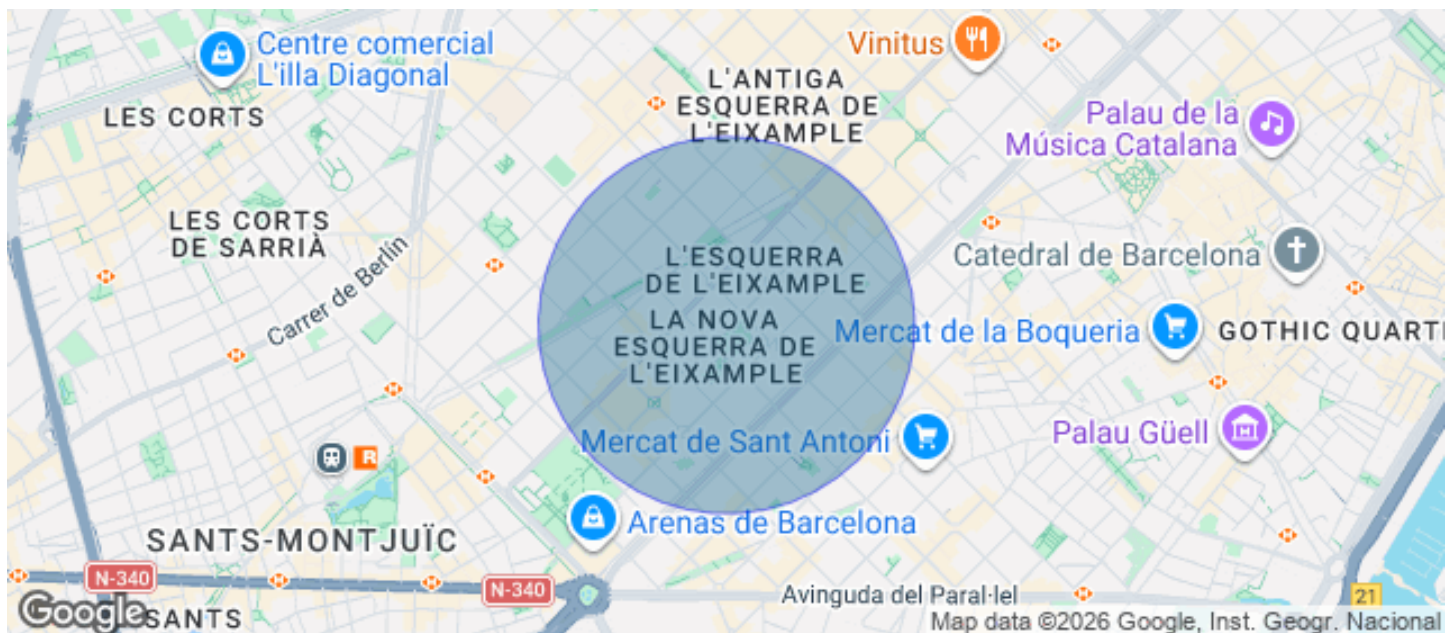 Centre comercial
L'illa Diagonal
LES CORTS
L'ANTIGA
ESQUERRA DE
L'EIXAMPLE
Vinitus
Palau de la
Música Catalana
LES CORTS
DE SARRIÀ
Carrer de Berlín
L'ESQUERRA
DE L'EIXAMPLE
LA NOVA
ESQUERRA DE
L'EIXAMPLE
Catedral de Barcelona
Mercat de la Boqueria
GOTHIC QUART
Mercat de Sant Antoni
Palau Güell
R
Arenas de Barcelona
SANTS-MONTJUÏC
N-340
N-340
Avinguda del Paral·lel
21
Google
SANTS
Map data ©2026 Google, Inst. Geogr. Nacional